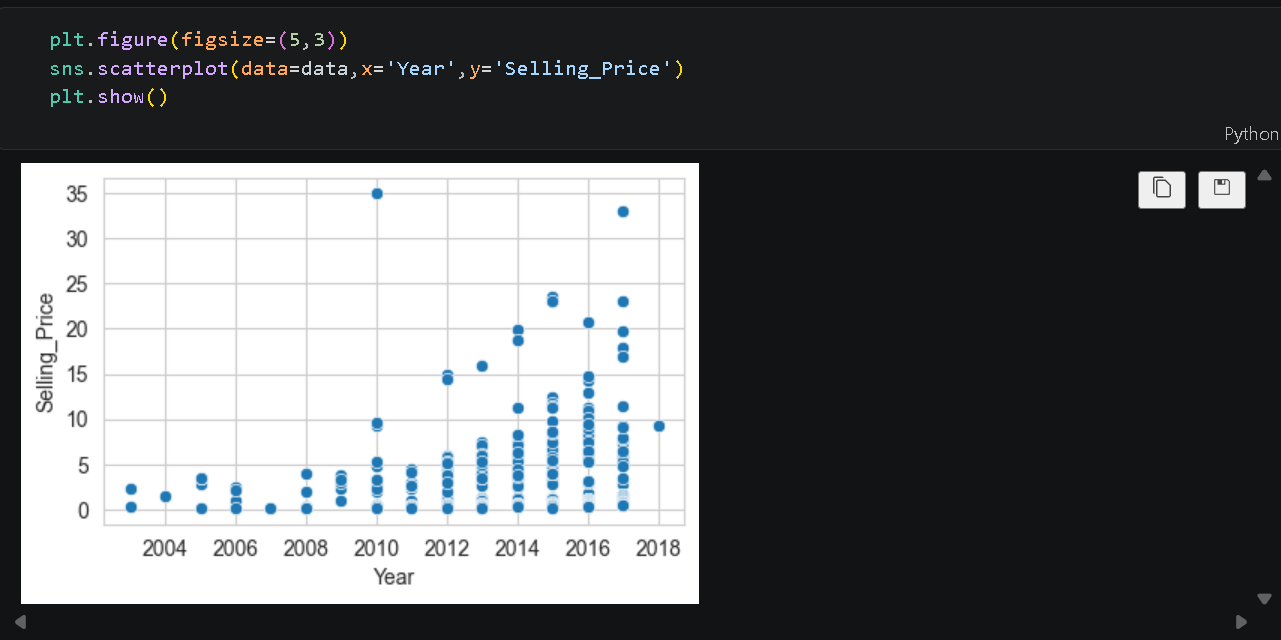 plt.figure(figsize=(5,3))
sns.scatterplot(data=data,x='Year',y='Selling_Price')
plt.show()
Python
35
30
25
20
15
10
5
0
Selling_Price
2004 2006 2008 2010 2012 2014 2016 2018
Year